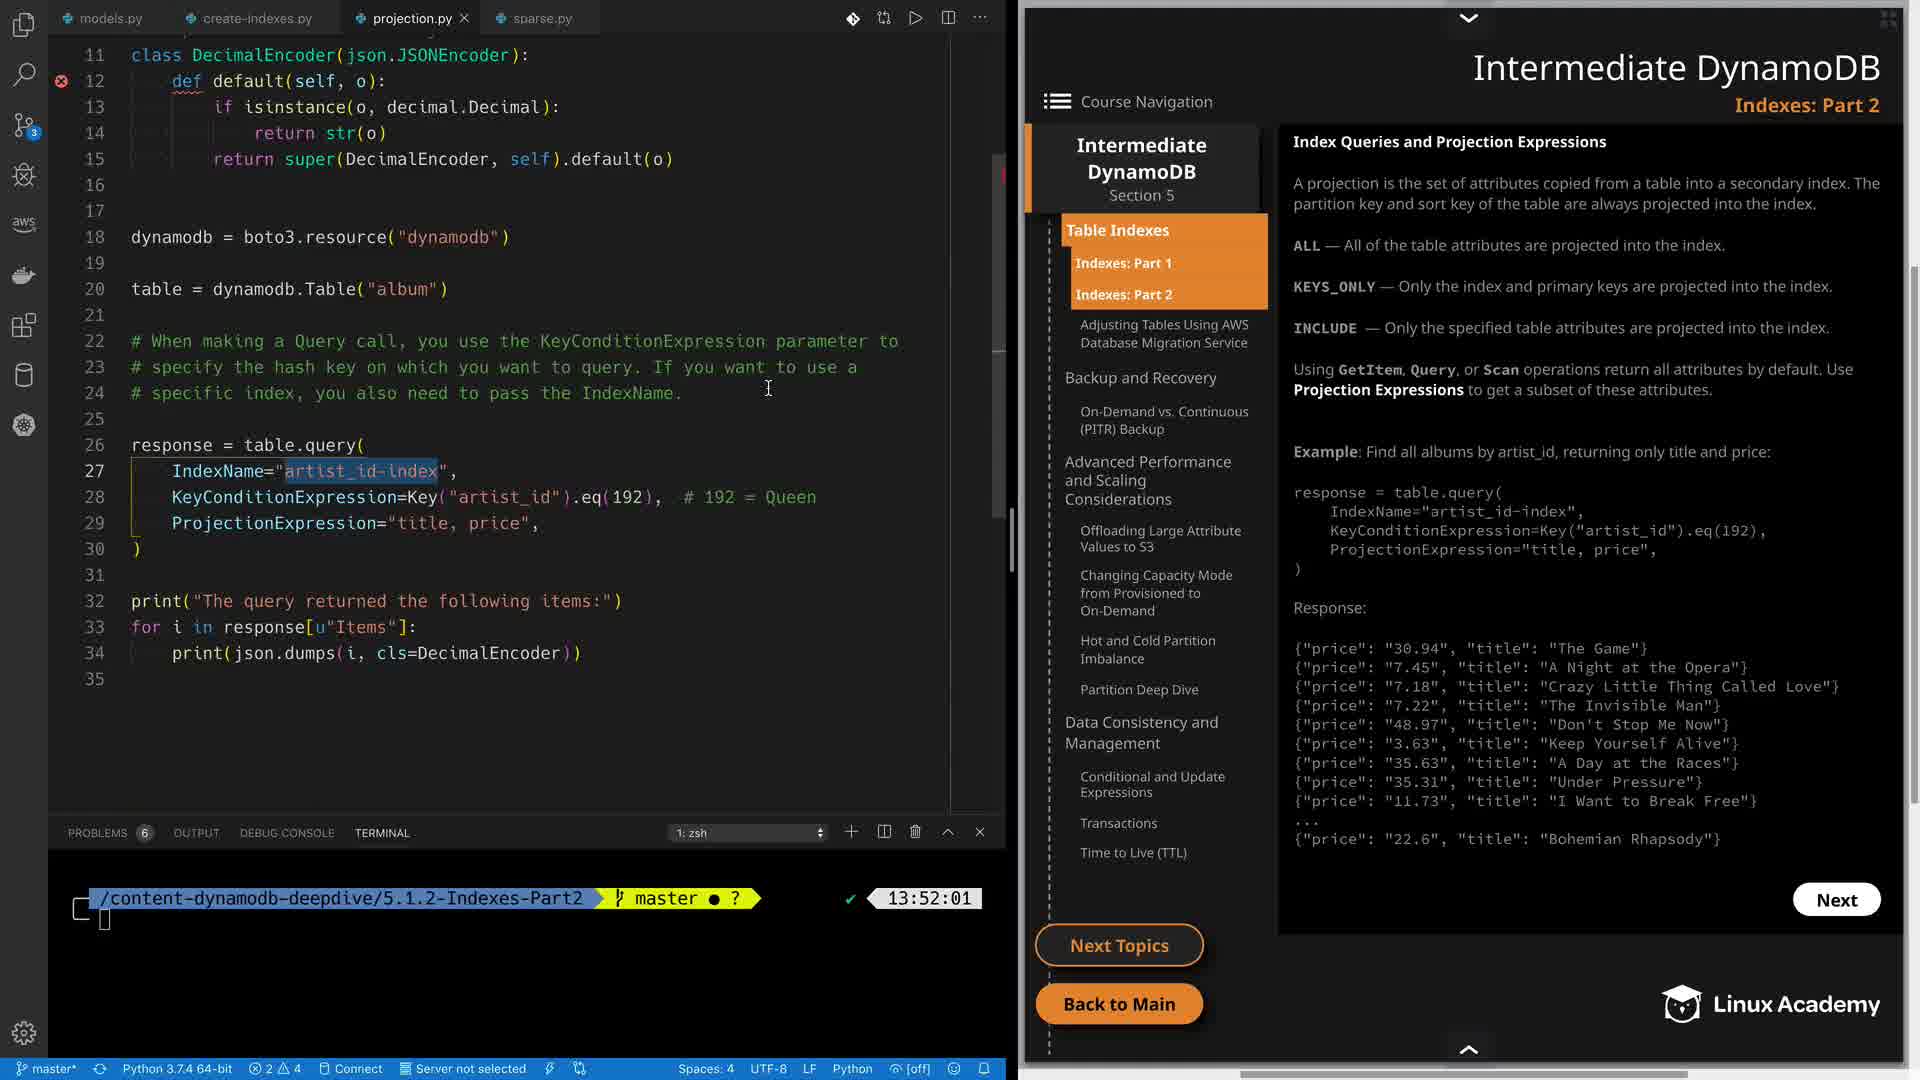 models.py
create-indexes.py
projection.py
sparse.py
11 class DecimalEncoder(json.JSONEncoder):
12 def default(self, o):
13 if isinstance(o, decimal.Decimal):
14 return str(o)
15 return super(DecimalEncoder, self).default(o)
16
17
18 dynamodb = boto3.resource("dynamodb")
19
20 table = dynamodb.Table("album")
21
22 # When making a Query call, you use the KeyConditionExpression parameter to
23 # specify the hash key on which you want to query. If you want to use a
24 # specific index, you also need to pass the IndexName.
25
26 response = table.query(
27 IndexName="artist_id-index",
28 KeyConditionExpression=Key("artist_id").eq(192),  # 192 = Queen
29 ProjectionExpression="title, price",
30 )
31
32 print("The query returned the following items:")
33 for i in response[u"Items"]:
34 print(json.dumps(i, cls=DecimalEncoder))
35
3
aws
PROBLEMS 6 OUTPUT DEBUG CONSOLE TERMINAL 1: zsh
/content-dynamodb-deepdive/5.1.2-Indexes-Part2 master ● ? ✔ 13:52:01
master* Python 3.7.4 64-bit 2 4 Connect Server not selected Spaces: 4 UTF-8 LF Python [off]
Intermediate DynamoDB
Indexes: Part 2
Course Navigation
Intermediate
DynamoDB
Section 5
Table Indexes
Indexes: Part 1
Indexes: Part 2
Adjusting Tables Using AWS
Database Migration Service
Backup and Recovery
On-Demand vs. Continuous
(PITR) Backup
Advanced Performance
and Scaling
Considerations
Offloading Large Attribute
Values to S3
Changing Capacity Mode
from Provisioned to
On-Demand
Hot and Cold Partition
Imbalance
Partition Deep Dive
Data Consistency and
Management
Conditional and Update
Expressions
Transactions
Time to Live (TTL)
Next Topics
Back to Main
Index Queries and Projection Expressions
A projection is the set of attributes copied from a table into a secondary index. The
partition key and sort key of the table are always projected into the index.
ALL — All of the table attributes are projected into the index.
KEYS_ONLY — Only the index and primary keys are projected into the index.
INCLUDE — Only the specified table attributes are projected into the index.
Using GetItem, Query, or Scan operations return all attributes by default. Use
Projection Expressions to get a subset of these attributes.
Example: Find all albums by artist_id, returning only title and price:
response = table.query(
IndexName="artist_id-index",
KeyConditionExpression=Key("artist_id").eq(192),
ProjectionExpression="title, price",
)
Response:
{"price": "30.94", "title": "The Game"}
{"price": "7.45", "title": "A Night at the Opera"}
{"price": "7.18", "title": "Crazy Little Thing Called Love"}
{"price": "7.22", "title": "The Invisible Man"}
{"price": "48.97", "title": "Don't Stop Me Now"}
{"price": "3.63", "title": "Keep Yourself Alive"}
{"price": "35.63", "title": "A Day at the Races"}
{"price": "35.31", "title": "Under Pressure"}
{"price": "11.73", "title": "I Want to Break Free"}
...
{"price": "22.6", "title": "Bohemian Rhapsody"}
Next
Linux Academy